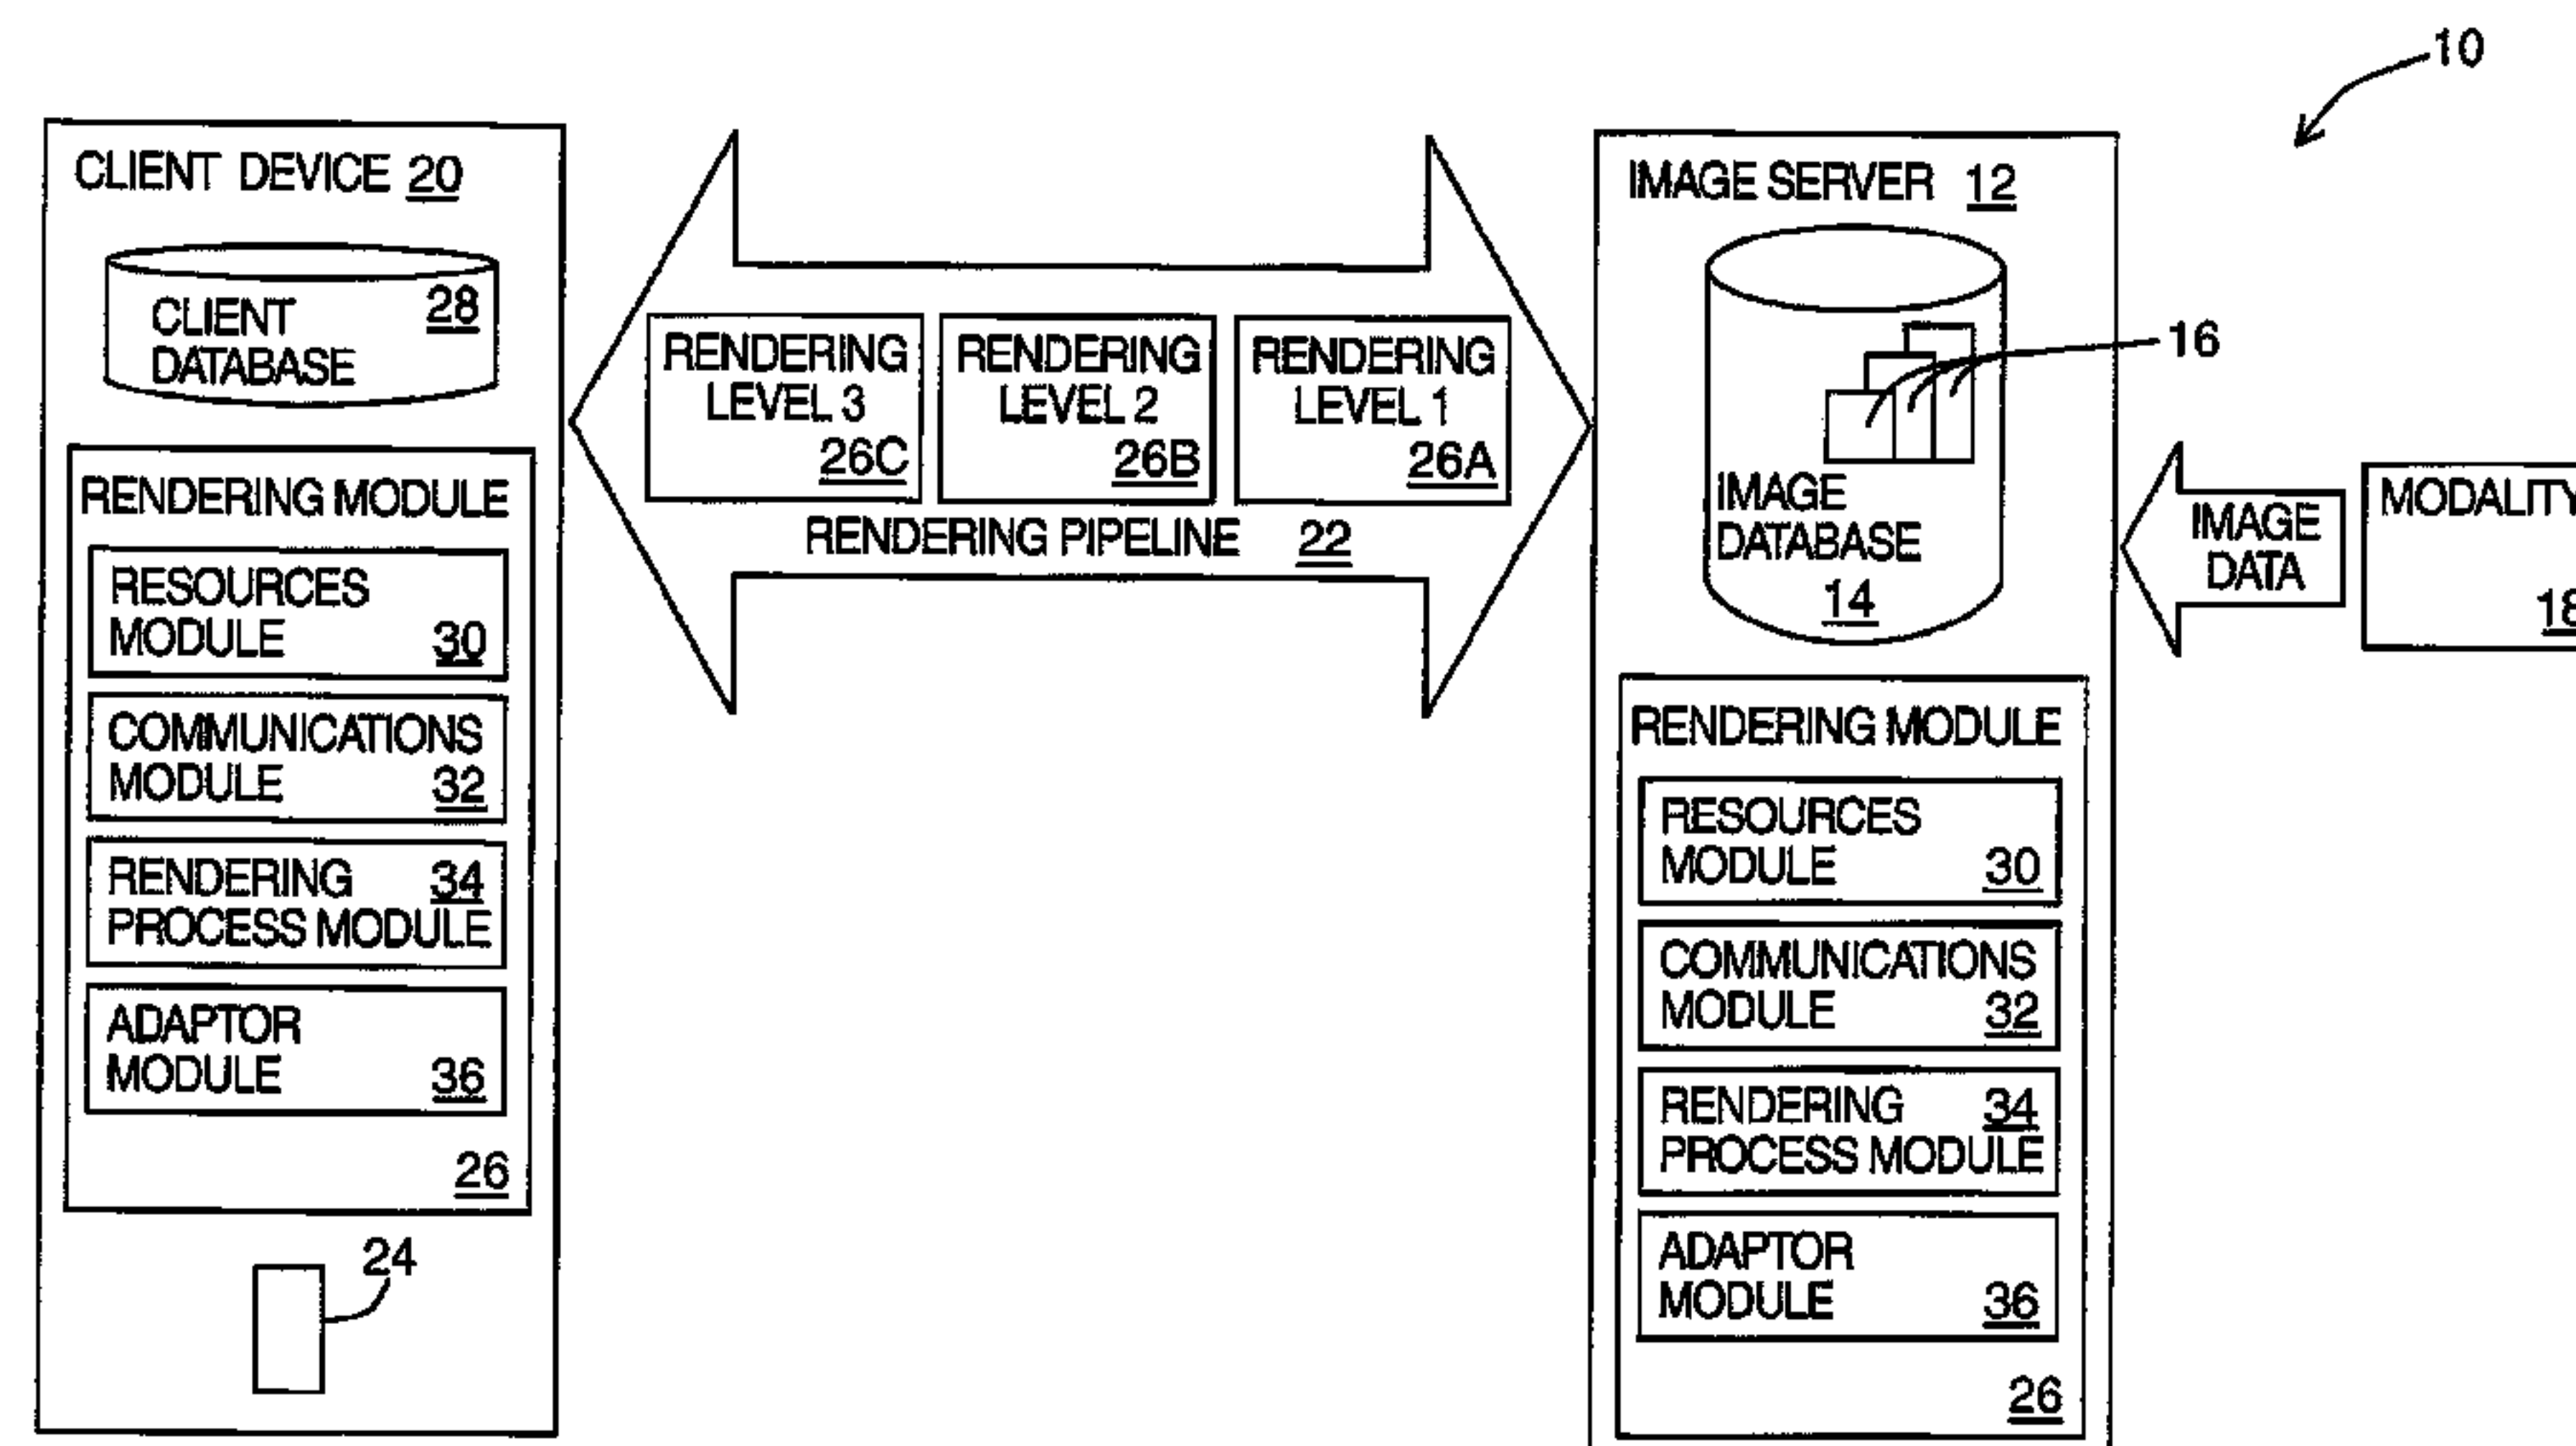 10
CLIENT DEVICE 20
CLIENT
DATABASE
28
RENDERING MODULE
RESOURCES
MODULE 30
COMMUNICATIONS
MODULE 32
RENDERING 34
PROCESS MODULE
ADAPTOR
MODULE 36
26
24
RENDERING
LEVEL 3
26C
RENDERING
LEVEL 2
26B
RENDERING
LEVEL 1
26A
RENDERING PIPELINE 22
IMAGE SERVER 12
16
IMAGE
DATABASE
14
RENDERING MODULE
RESOURCES
MODULE 30
COMMUNICATIONS
MODULE 32
RENDERING 34
PROCESS MODULE
ADAPTOR
MODULE 36
26
IMAGE
DATA
MODALITY
18